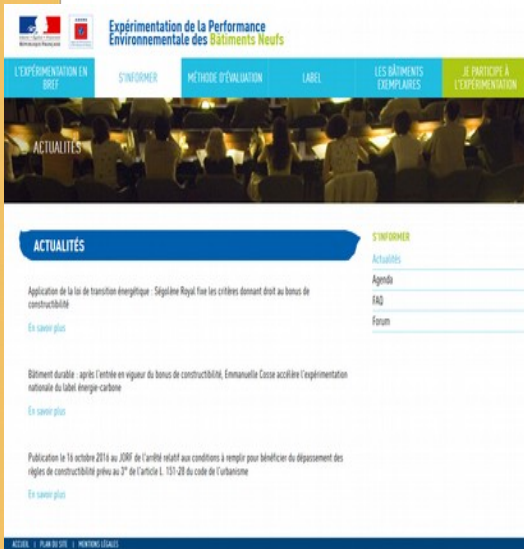 RÉPUBLIQUE FRANÇAISE
Expérimentation de la Performance
Environnementale des Bâtiments Neufs
L'EXPÉRIMENTATION EN
BREF
S'INFORMER
MÉTHODE D'ÉVALUATION
LABEL
LES BÂTIMENTS
EXEMPLAIRES
JE PARTICIPE À
L'EXPÉRIMENTATION
ACTUALITÉS
ACTUALITÉS
Application de la loi de transition énergétique : Ségolène Royal fixe les critères donnant droit au bonus de
constructibilité
En savoir plus
Bâtiment durable : après l'entrée en vigueur du bonus de constructibilité, Emmanuelle Cosse accélère l'expérimentation
nationale du label énergie-carbone
En savoir plus
Publication le 16 octobre 2016 au JORF de l'arrêté relatif aux conditions à remplir pour bénéficier du dépassement des
règles de constructibilité prévu au 3° de l'article L. 151-28 du code de l'urbanisme
En savoir plus
S'INFORMER
Actualités
Agenda
FAQ
Forum
ACCUEIL | PLAN DU SITE | MENTIONS LÉGALES